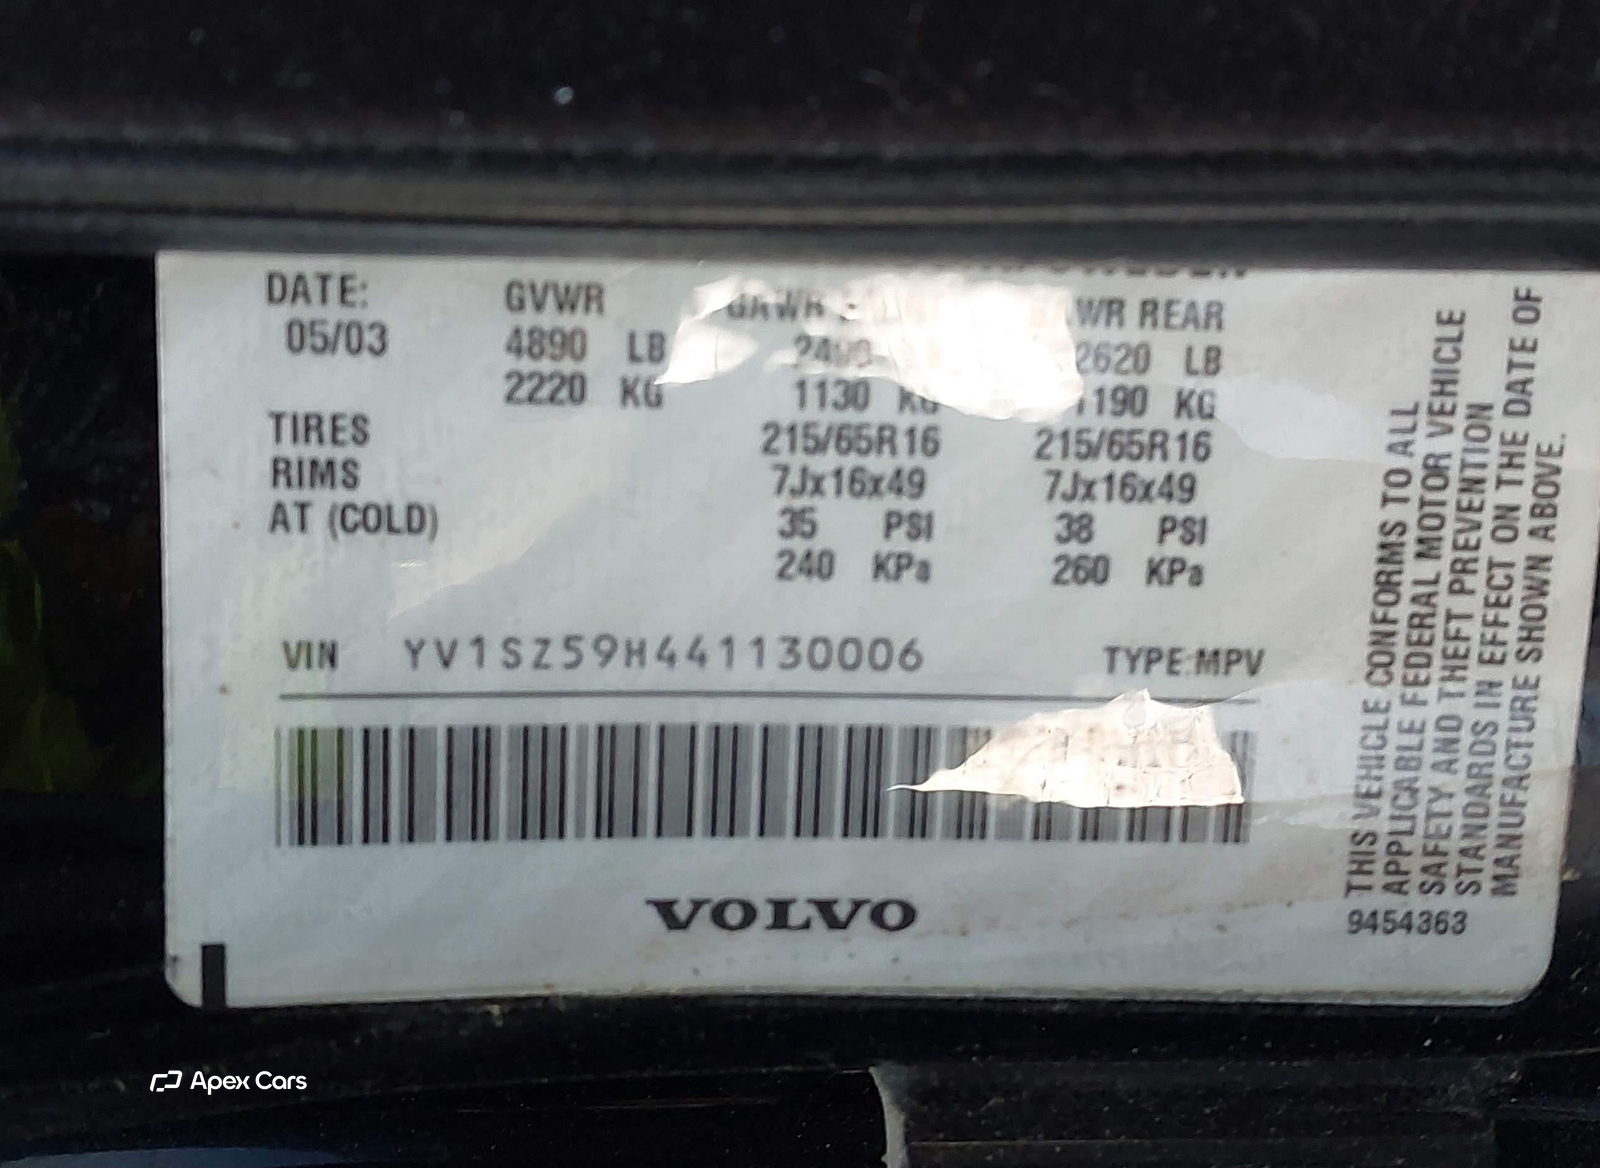 DATE: GVWR WR REAR
05/03 4890 LB 2620 LB
2220 KG 1130 KG 1190 KG
TIRES 215/65R16 215/65R16
RIMS 7Jx16x49 7Jx16x49
AT (COLD) 35 PSI 38 PSI
240 KPa 260 KPa
VIN YV1SZ59H441130006 TYPE:MPV
VOLVO
THIS VEHICLE CONFORMS TO ALL
APPLICABLE FEDERAL MOTOR VEHICLE
SAFETY AND THEFT PREVENTION
STANDARDS IN EFFECT ON THE DATE OF
MANUFACTURE SHOWN ABOVE.
9454363
Apex Cars